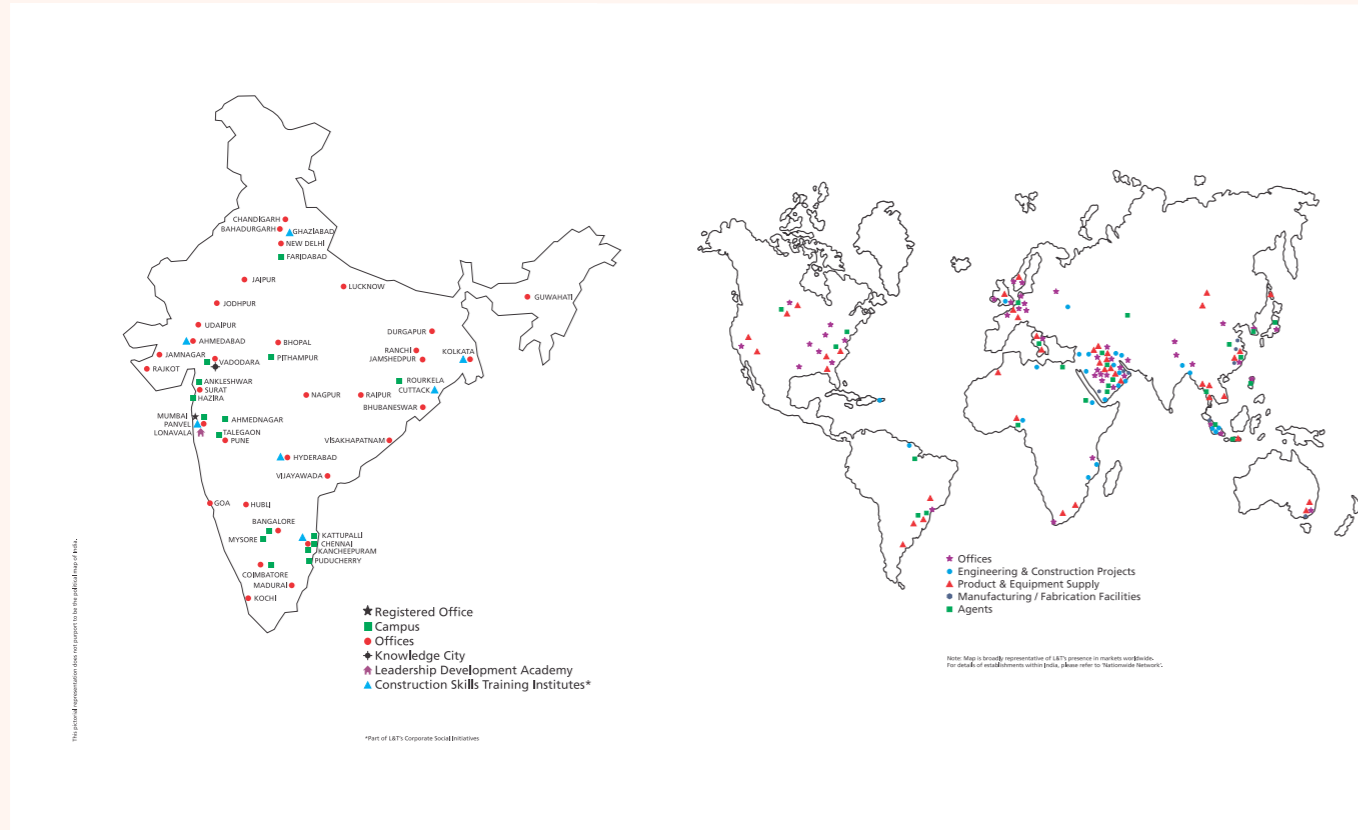 CHANDIGARH
BAHADURGARH
GHAZIABAD
NEW DELHI
FARIDABAD
JAIPUR
LUCKNOW
GUWAHATI
JODHPUR
UDAIPUR
DURGAPUR
AHMEDABAD
BHOPAL
RANCHI
KOLKATA
JAMNAGAR
VADODARA
PITHAMPUR
JAMSHEDPUR
RAJKOT
ANKLESHWAR
ROURKELA
SURAT
CUTTACK
HAZIRA
NAGPUR
RAIPUR
BHUBANESWAR
MUMBAI
AHMEDNAGAR
PANVEL
LONAVALA
TALEGAON
PUNE
VISAKHAPATNAM
HYDERABAD
VIJAYAWADA
GOA
HUBLI
BANGALORE
MYSORE
KATTUPALLI
CHENNAI
KANCHEEPURAM
PUDUCHERRY
COIMBATORE
MADURAI
KOCHI
Registered Office
Campus
Offices
Knowledge City
Leadership Development Academy
Construction Skills Training Institutes*
*Part of L&T's Corporate Social Initiatives
This pictorial representation does not purport to be the political map of India.
Offices
Engineering & Construction Projects
Product & Equipment Supply
Manufacturing / Fabrication Facilities
Agents
Note: Map is broadly representative of L&T's presence in markets worldwide.
For details of establishments within India, please refer to 'Nationwide Network'.